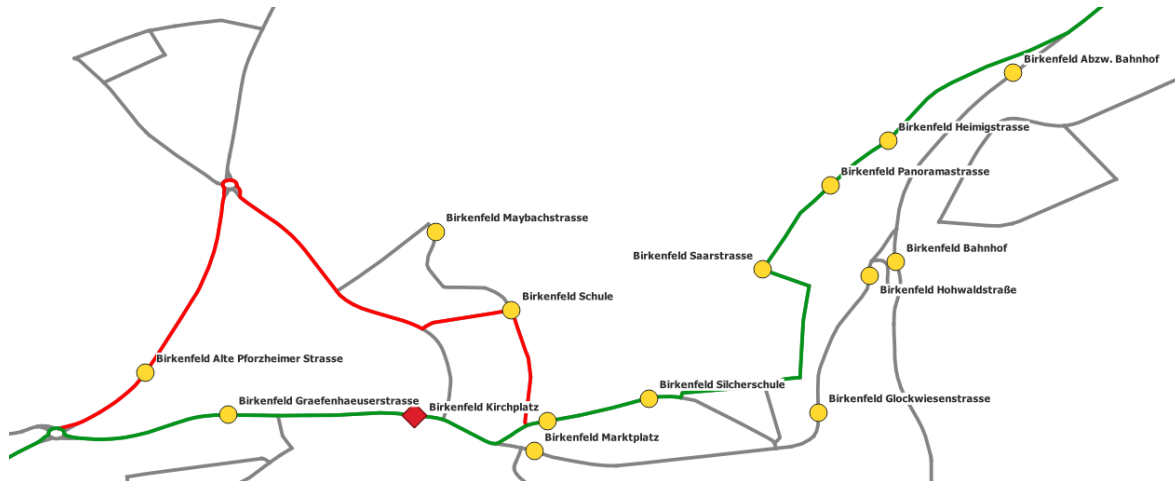 Birkenfeld Abzw. Bahnhof
Birkenfeld Heimigstrasse
Birkenfeld Panoramastrasse
Birkenfeld Maybachstrasse
Birkenfeld Saarstrasse
Birkenfeld Bahnhof
Birkenfeld Hohwaldstraße
Birkenfeld Schule
Birkenfeld Alte Pforzheimer Strasse
Birkenfeld Silcherschule
Birkenfeld Graefenhaeuserstrasse
Birkenfeld Kirchplatz
Birkenfeld Glockwiesenstrasse
Birkenfeld Marktplatz